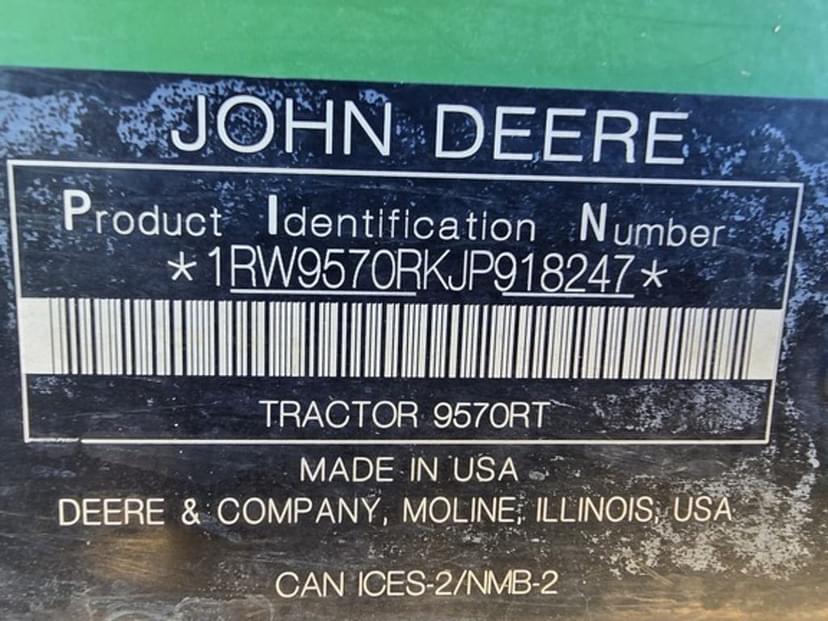 JOHN DEERE
Product Identification Number
*1RW9570RKJP918247*
TRACTOR 9570RT
MADE IN USA
DEERE & COMPANY, MOLINE, ILLINOIS, USA
CAN ICES-2/NMB-2